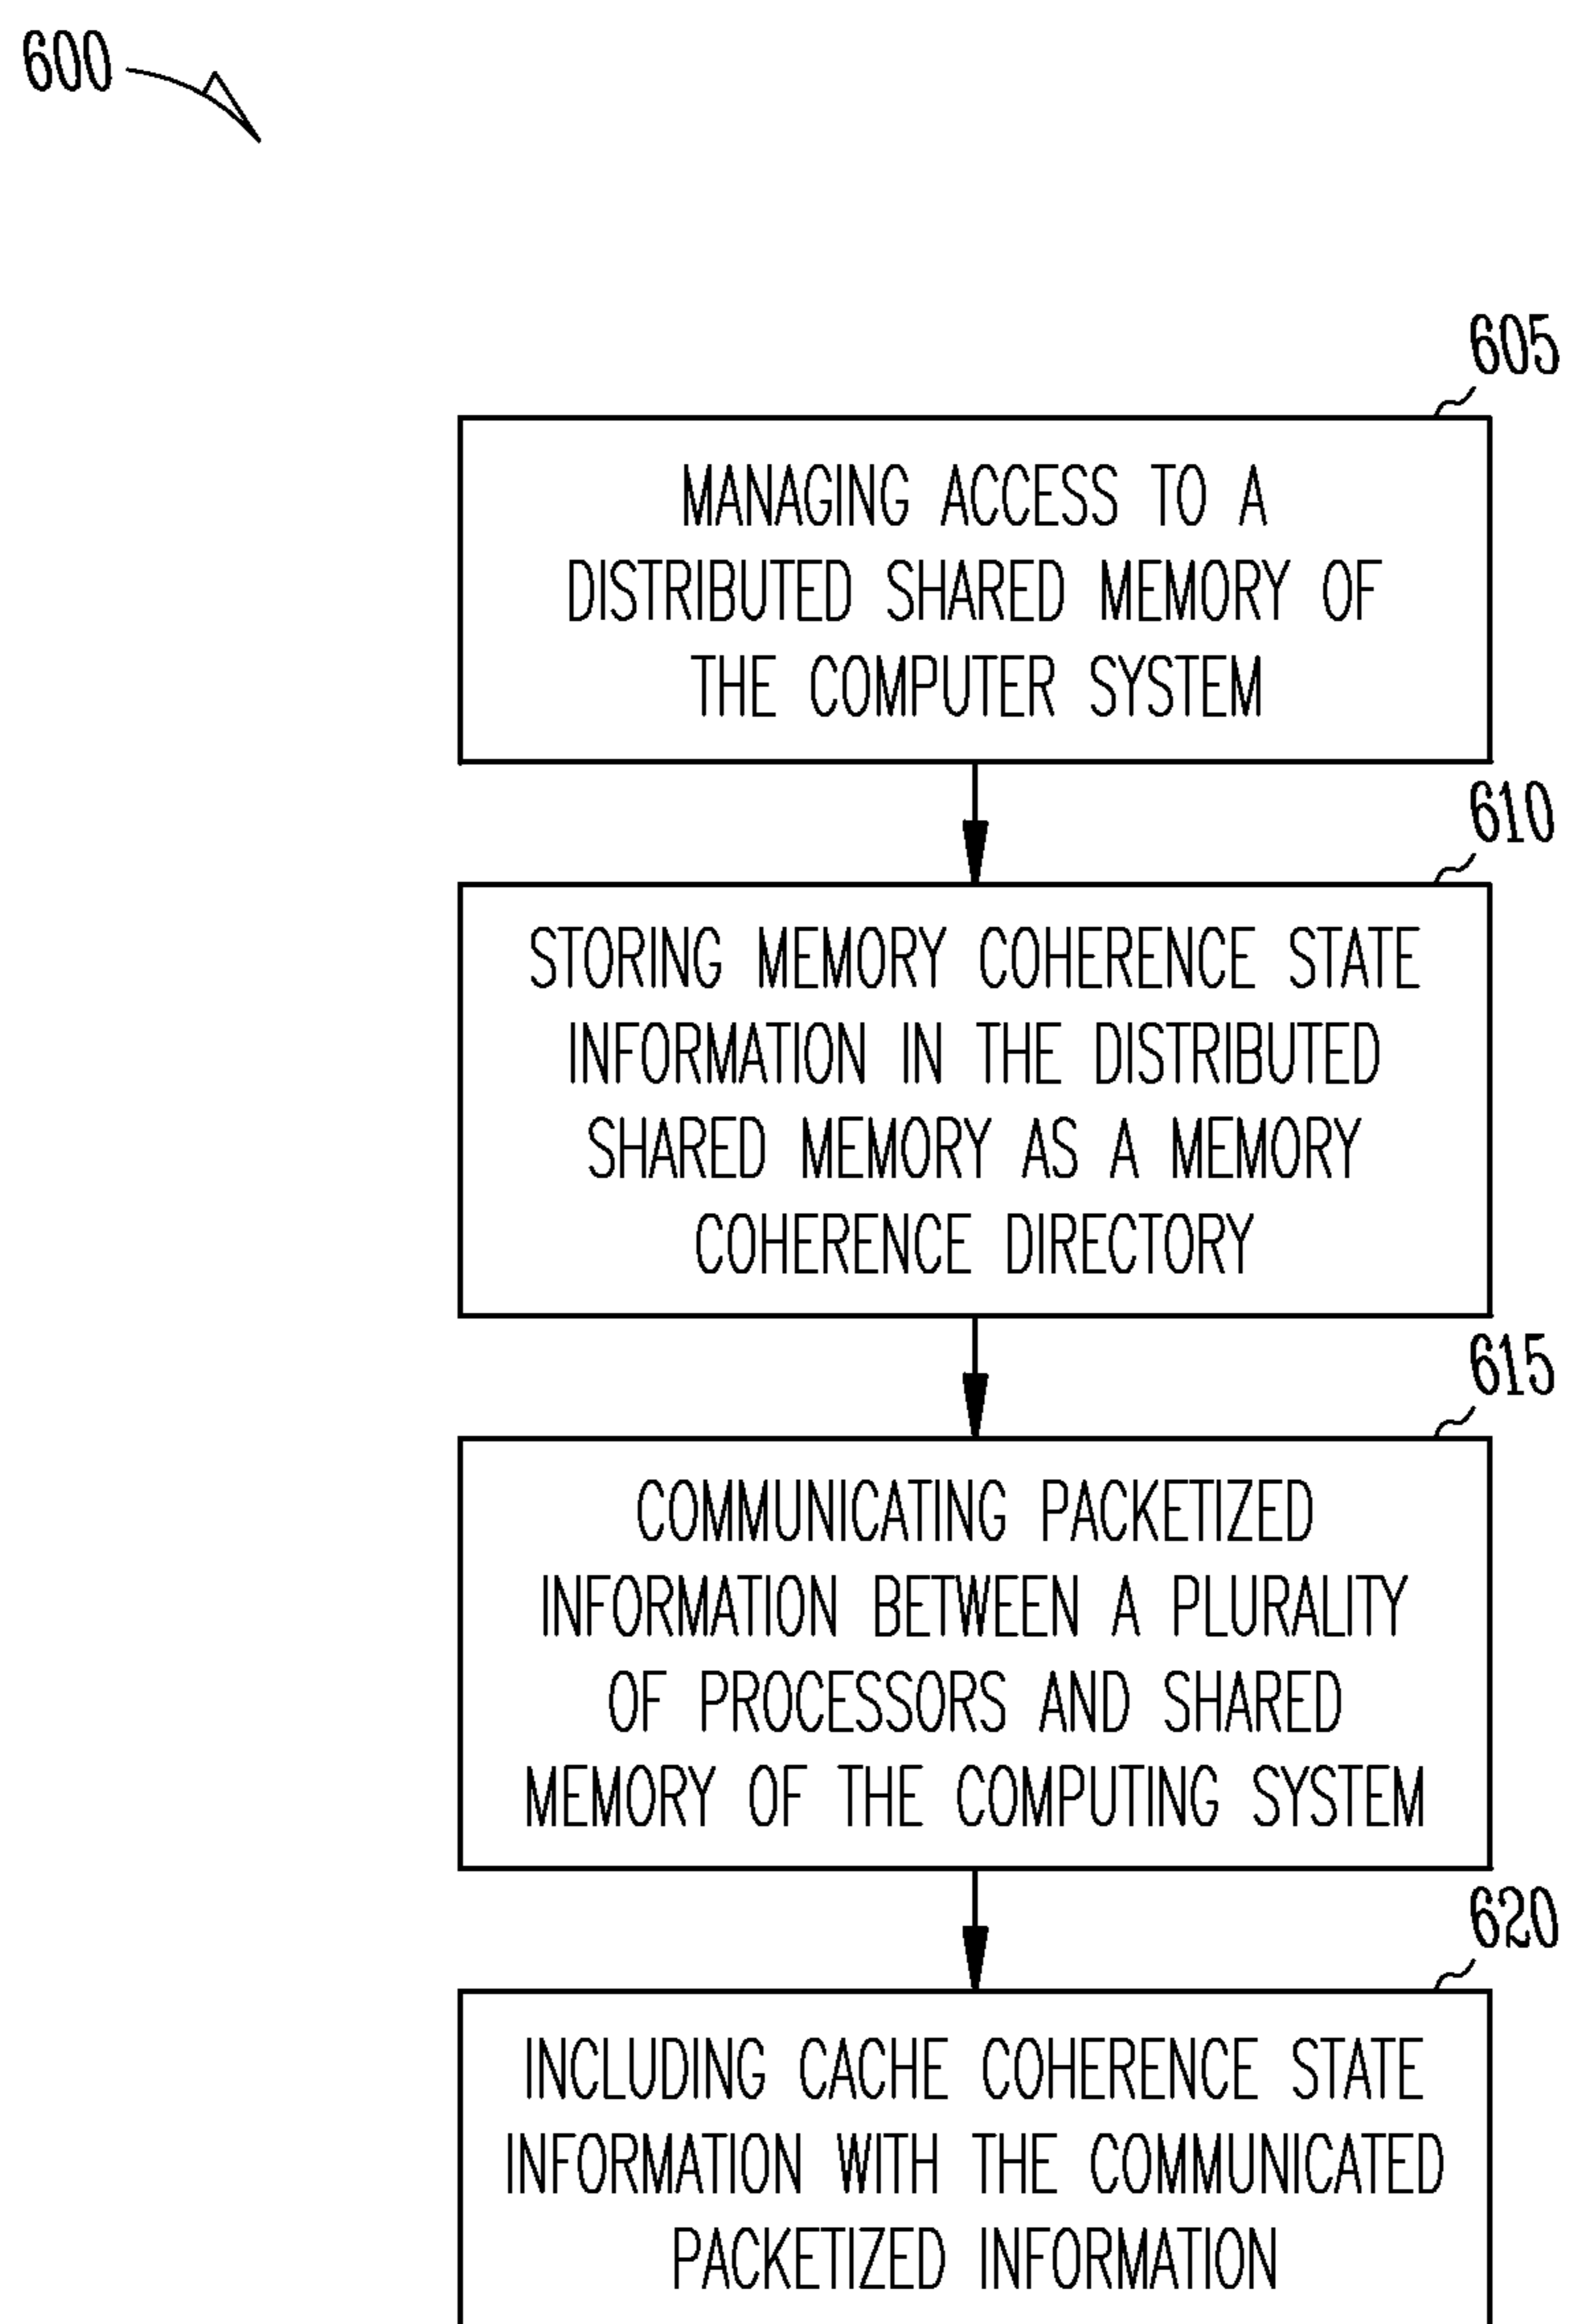 600
605
MANAGING ACCESS TO A
DISTRIBUTED SHARED MEMORY OF
THE COMPUTER SYSTEM
610
STORING MEMORY COHERENCE STATE
INFORMATION IN THE DISTRIBUTED
SHARED MEMORY AS A MEMORY
COHERENCE DIRECTORY
615
COMMUNICATING PACKETIZED
INFORMATION BETWEEN A PLURALITY
OF PROCESSORS AND SHARED
MEMORY OF THE COMPUTING SYSTEM
620
INCLUDING CACHE COHERENCE STATE
INFORMATION WITH THE COMMUNICATED
PACKETIZED INFORMATION